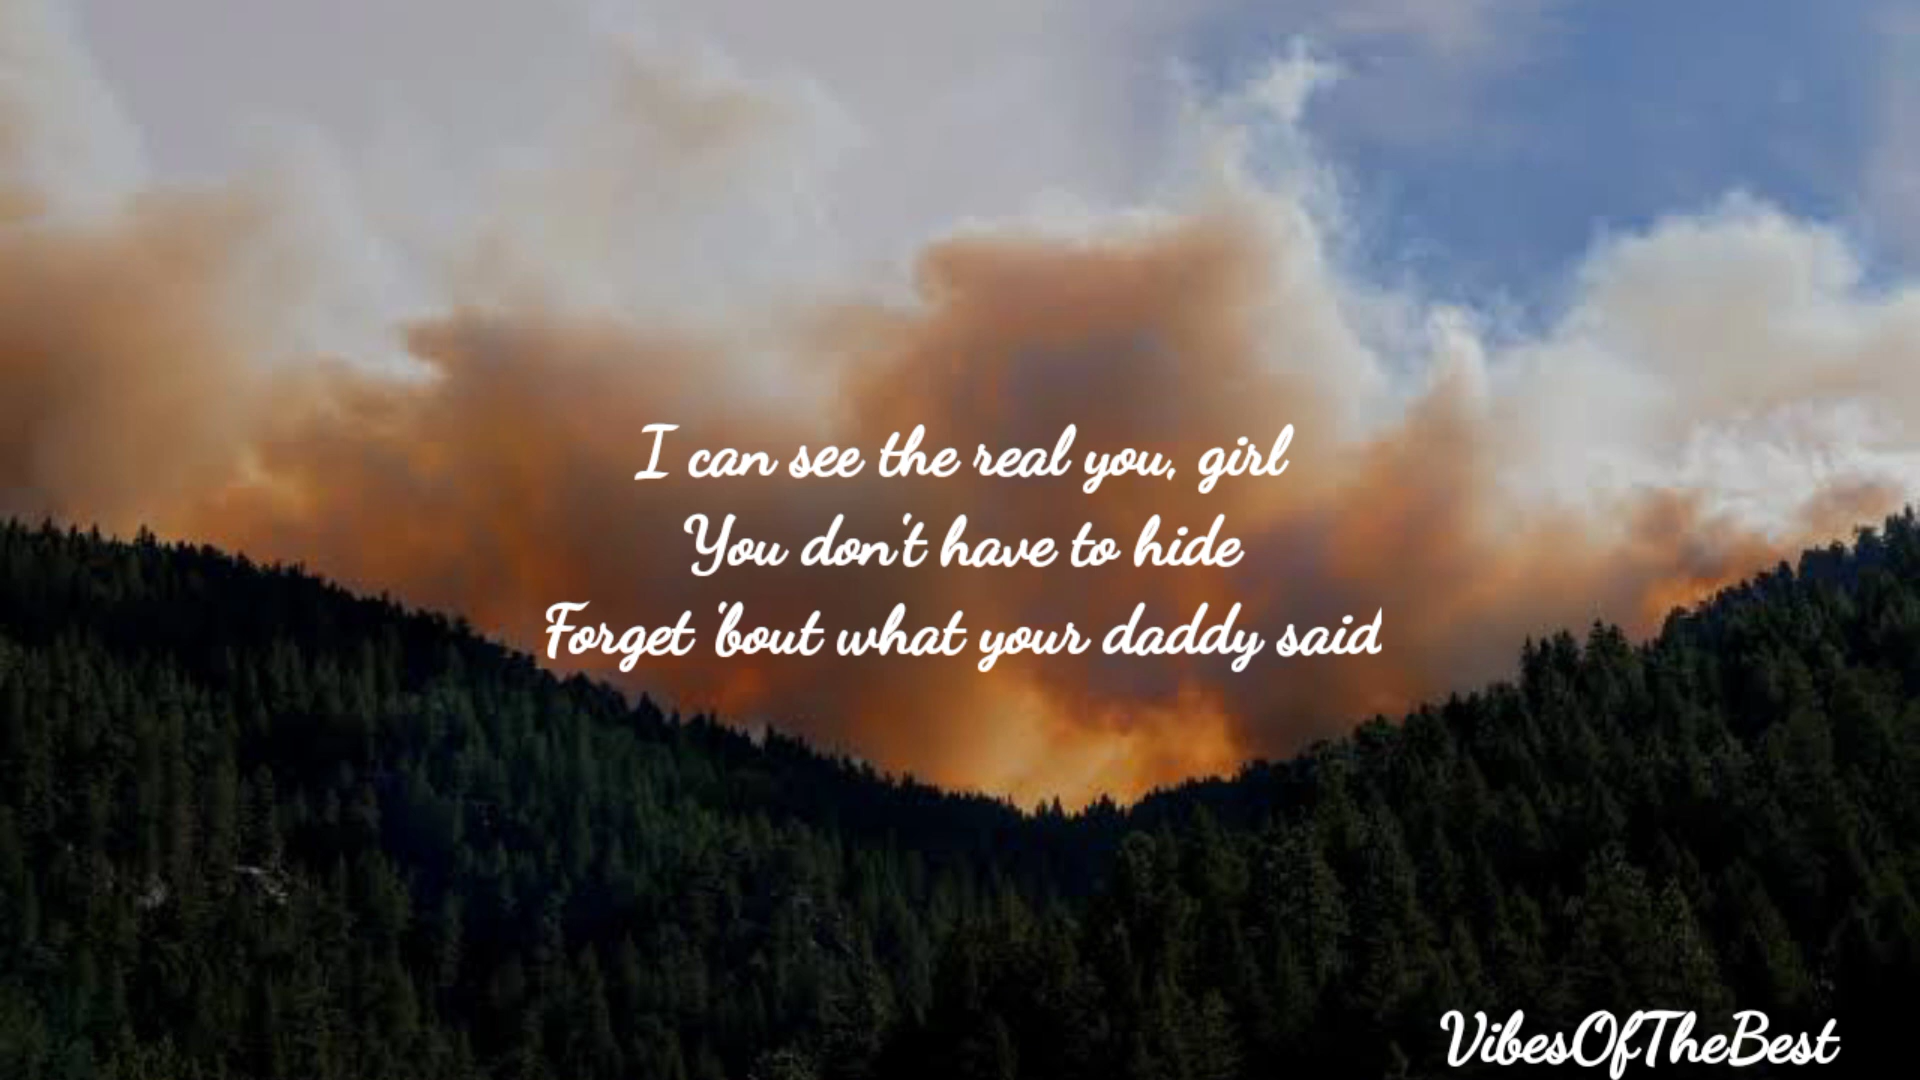 I can see the real you, girl
You don't have to hide
Forget 'bout what your daddy said
VibesOfTheBest